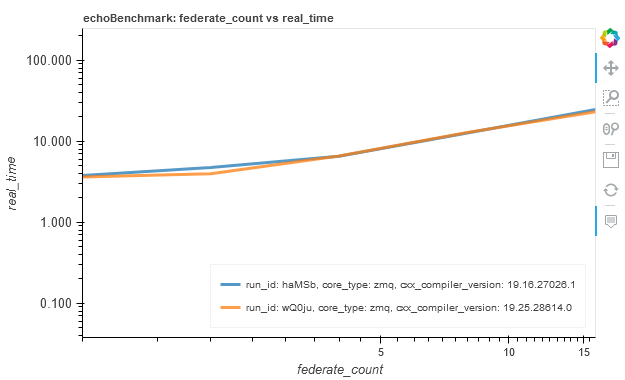 echoBenchmark: federate_count vs real_time
100.000
10.000
1.000
0.100
real_time
run_id: haMSb, core_type: zmq, cxx_compiler_version: 19.16.27026.1
run_id: wQ0ju, core_type: zmq, cxx_compiler_version: 19.25.28614.0
5
10
15
federate_count